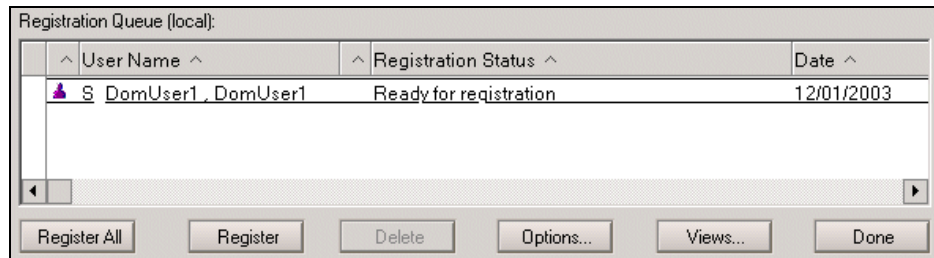 Registration Queue (local):
User Name Registration Status Date
S DomUser1 , DomUser1 Ready for registration 12/01/2003
Register All Register Delete Options... Views... Done